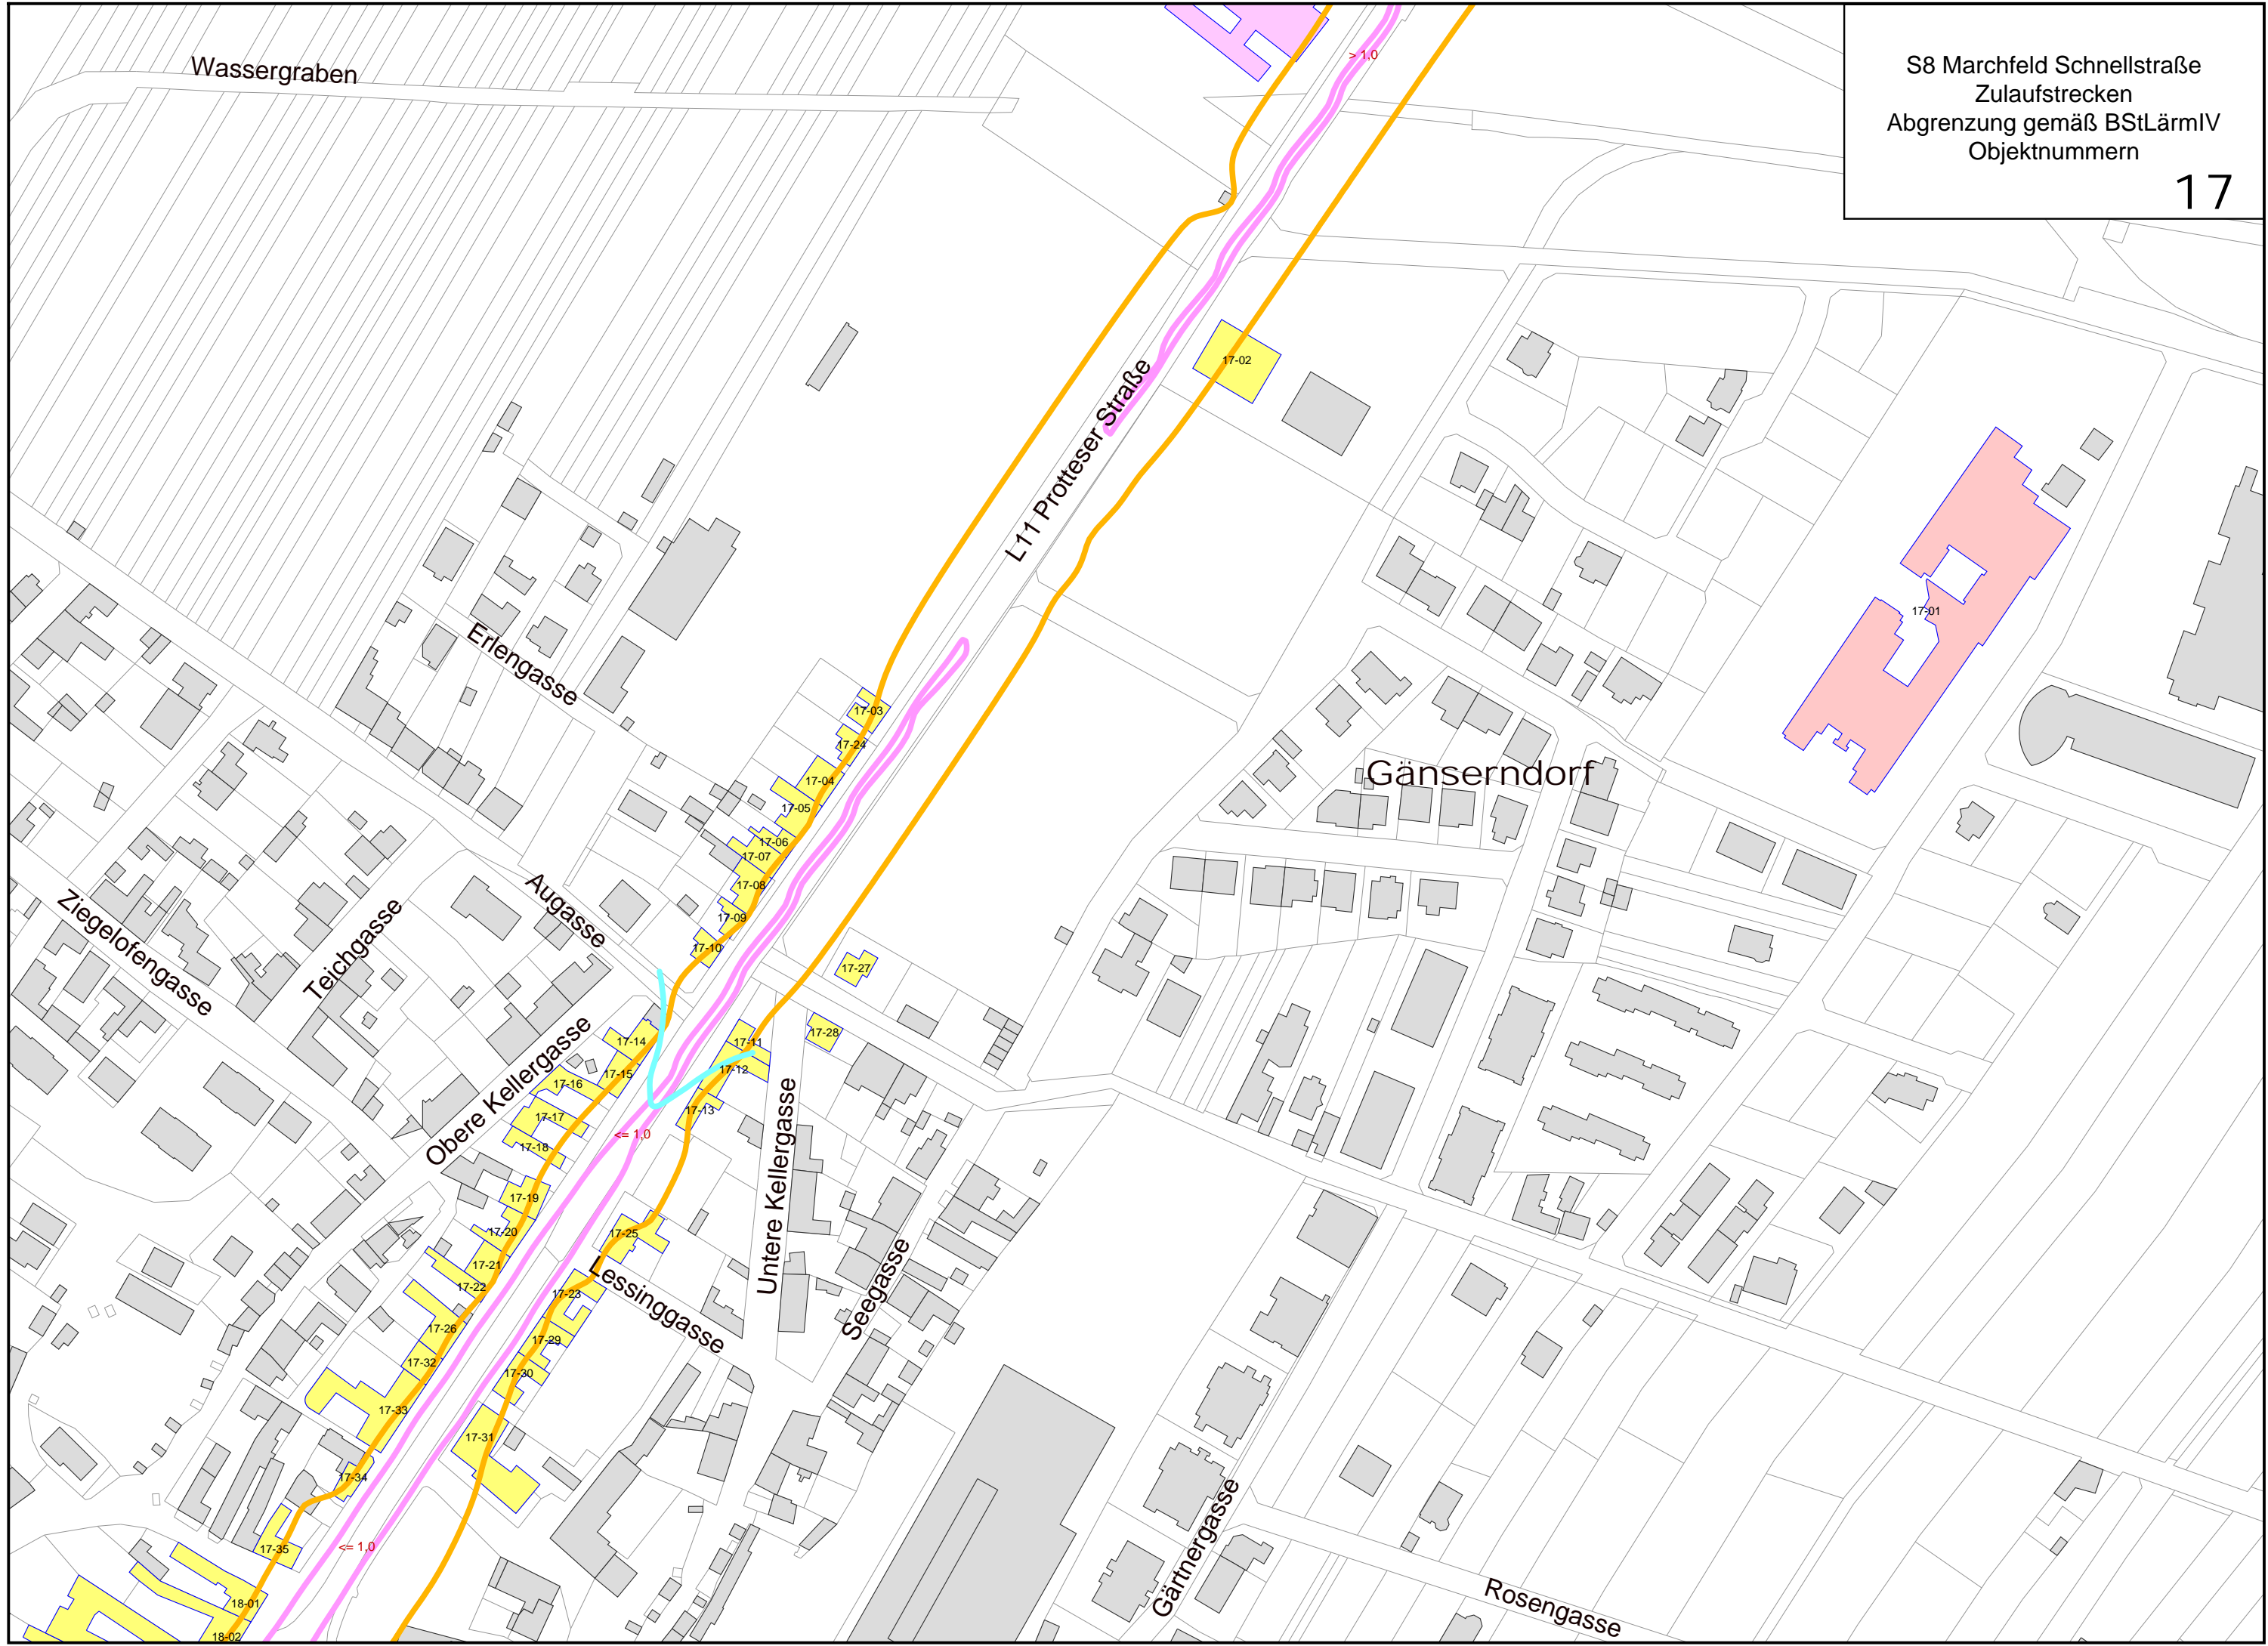 S8 Marchfeld Schnellstraße
Zulaufstrecken
Abgrenzung gemäß BStLärmIV
Objektnummern
17
Wassergraben
> 1,0
17-02
L11 Protteser Straße
17-01
Erlengasse
17-03
17-24
17-04
Gänserndorf
17-05
17-06
17-07
17-08
Augasse
17-09
Ziegelofengasse
Teichgasse
17-10
17-27
17-28
17-14
17-11
17-15
17-12
Obere Kellergasse
17-16
17-13
17-17
<= 1,0
17-18
Untere Kellergasse
17-19
17-20
17-25
17-21
Seegasse
17-22
17-23
Lessinggasse
17-26
17-29
17-32
17-30
17-33
17-31
17-34
Gärtnergasse
17-35
<= 1,0
18-01
Rosengasse
18-02